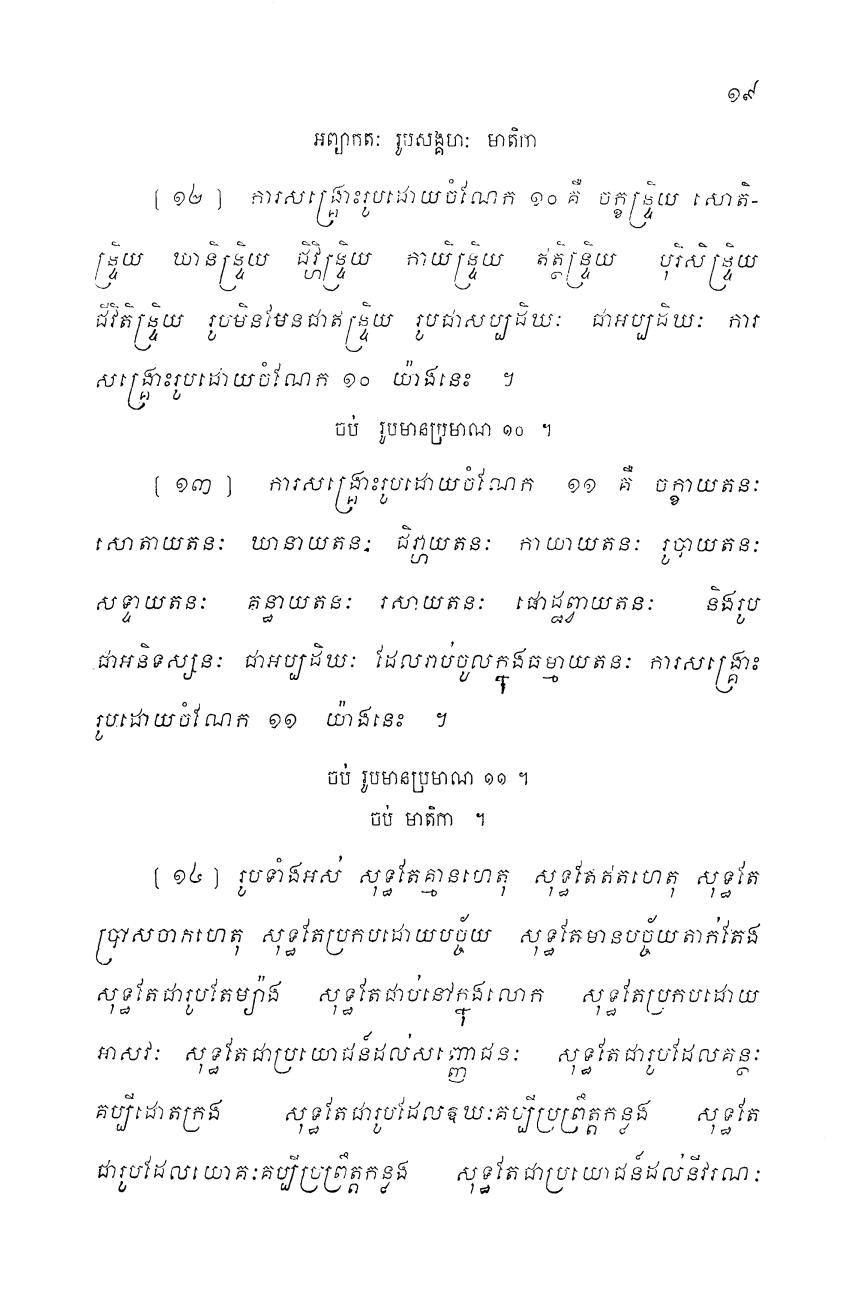 ១៩
អព្យាកតៈ រូបសង្គហៈ មាតិកា
[ ១២ ] ការសង្គ្រោះរូបដោយចំណែក ១០ គឺ ចក្ខុន្ទ្រិយ សោតិ-
ន្ទ្រិយ ឃានិន្ទ្រិយ ជិវ្ហិន្ទ្រិយ កាយិន្ទ្រិយ ឥត្ថិន្ទ្រិយ បុរិសិន្ទ្រិយ
ជីវិតិន្ទ្រិយ រូបមិនមែនជាឥន្ទ្រិយ រូបជាសប្បដិឃៈ ជាអប្បដិឃៈ ការ
សង្គ្រោះរូបដោយចំណែក ១០ យ៉ាងនេះ ។
ចប់ រូបមានប្រមាណ ១០ ។
[ ១៣ ] ការសង្គ្រោះរូបដោយចំណែក ១១ គឺ ចក្ខាយតនៈ
សោតាយតនៈ ឃានាយតនៈ ជិវ្ហាយតនៈ កាយាយតនៈ រូបាយតនៈ
សទ្ទាយតនៈ គន្ធាយតនៈ រសាយតនៈ ផោដ្ឋព្វាយតនៈ និងរូប
ជាអនិទស្សនៈ ជាអប្បដិឃៈ ដែលរាប់ចូលក្នុងធម្មាយតនៈ ការសង្គ្រោះ
រូបដោយចំណែក ១១ យ៉ាងនេះ ។
ចប់ រូបមានប្រមាណ ១១ ។
ចប់ មាតិកា ។
[ ១៤ ] រូបទាំងអស់ សុទ្ធតែគ្មានហេតុ សុទ្ធតែឥតហេតុ សុទ្ធតែ
ប្រាសចាកហេតុ សុទ្ធតែប្រកបដោយបច្ច័យ សុទ្ធតែមានបច្ច័យតាក់តែង
សុទ្ធតែជារូបតែម្យ៉ាង សុទ្ធតែជាប់នៅក្នុងលោក សុទ្ធតែប្រកបដោយ
អាសវៈ សុទ្ធតែជាប្រយោជន៍ដល់សញ្ញោជនៈ សុទ្ធតែជារូបដែលគន្ថៈ
គប្បីដោតក្រង សុទ្ធតែជារូបដែលឱឃៈគប្បីប្រព្រឹត្តកន្លង សុទ្ធតែ
ជារូបដែលយោគៈគប្បីប្រព្រឹត្តកន្លង សុទ្ធតែជាប្រយោជន៍ដល់នីវរណៈ